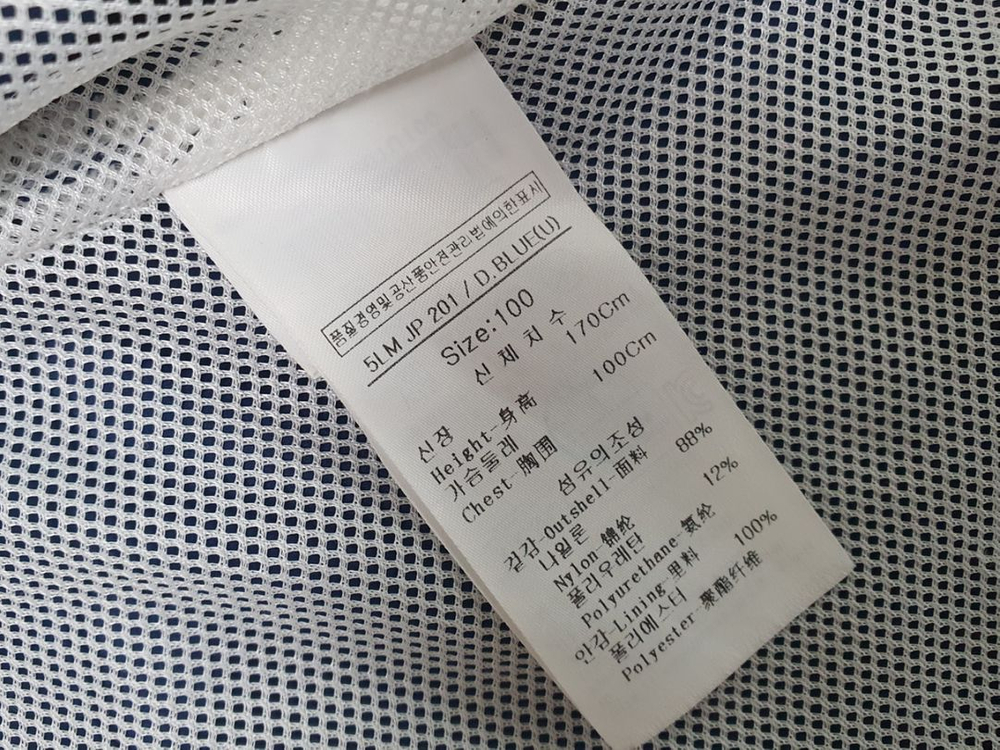 품질경영및공산품안전관리법에의한표시
5LM JP 201 / D.BLUE(U)
Size:100
신 체 치 수
신장 170Cm
Height-身高
가슴둘레 100Cm
Chest-胸围
섬유의조성
겉감-Outshell-面料
나일론 88%
Nylon-锦纶
폴리우레탄 12%
Polyurethane-氨纶
안감-Lining-里料
폴리에스터 100%
Polyester-聚酯纤维